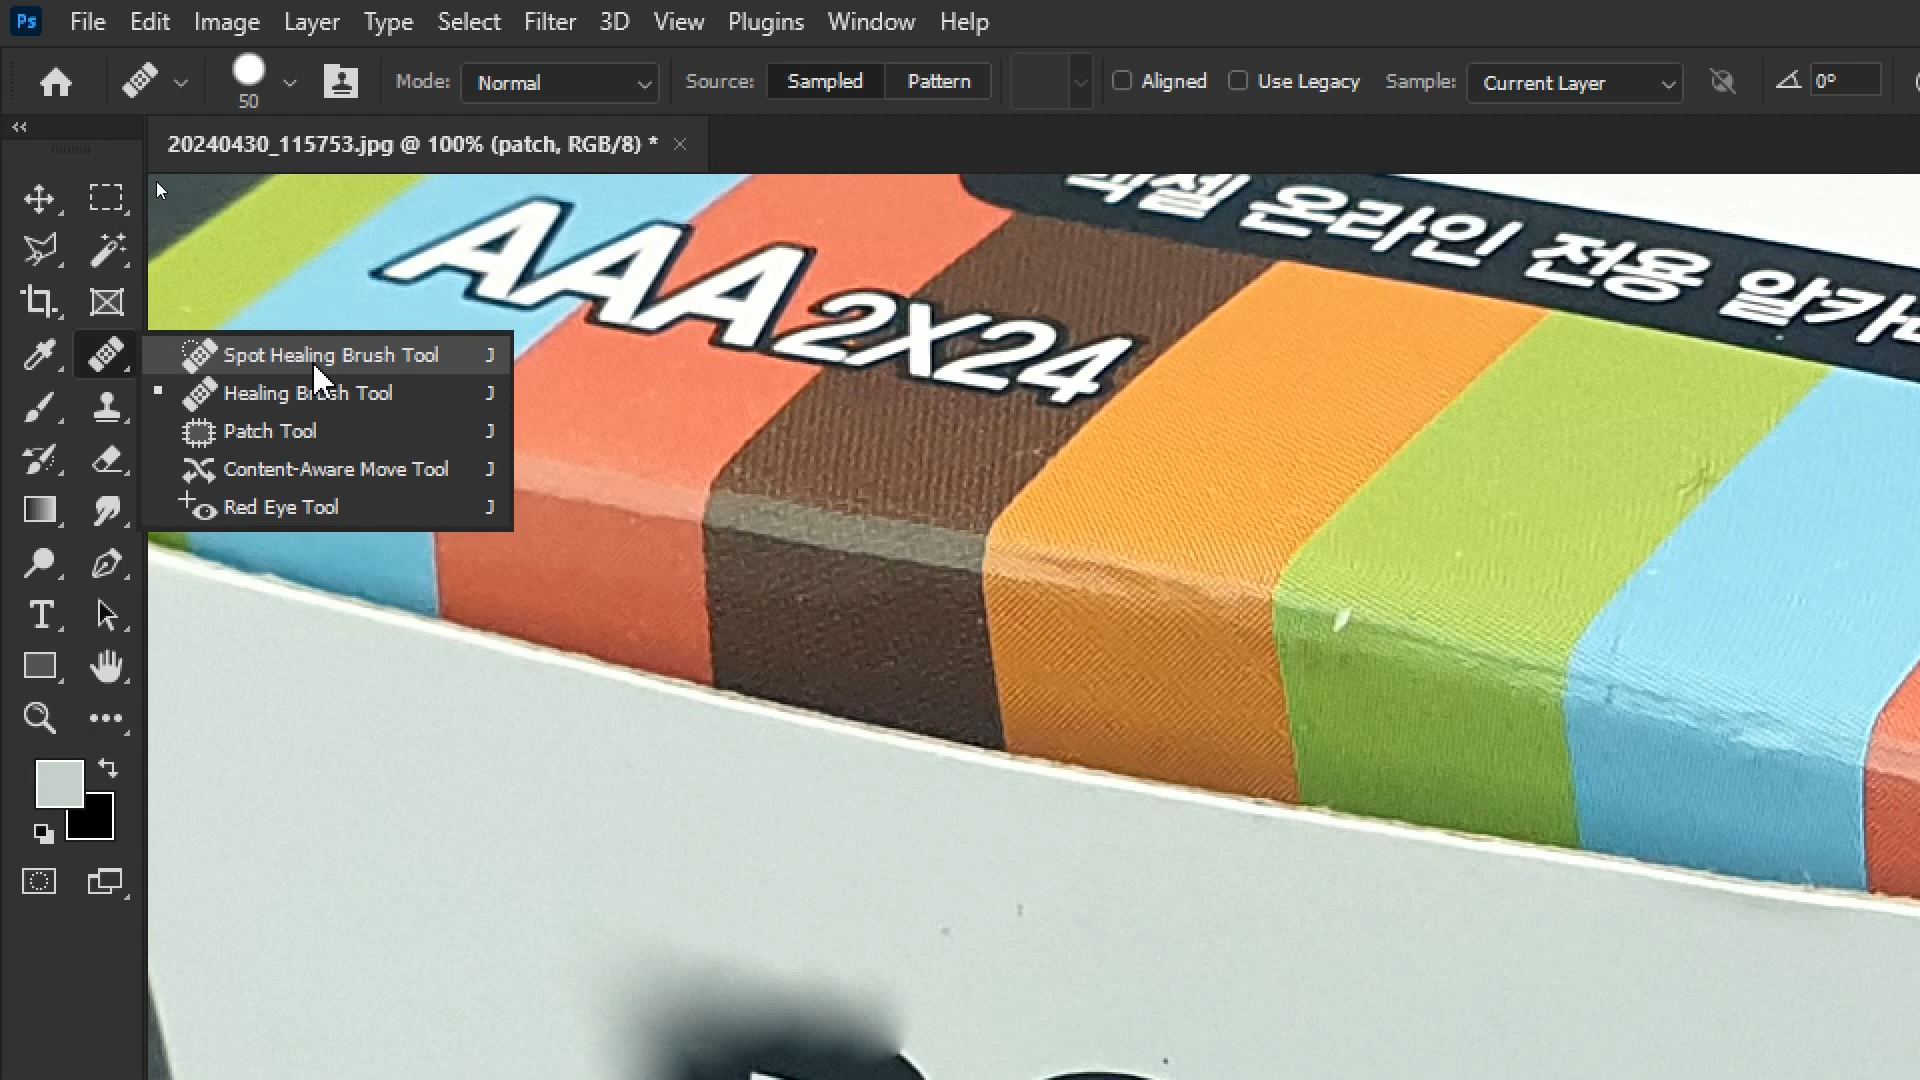 Ps File Edit Image Layer Type Select Filter 3D View Plugins Window Help
50 Mode: Normal Source: Sampled Pattern Aligned Use Legacy Sample: Current Layer 0°
20240430_115753.jpg @ 100% (patch, RGB/8) *
온라인 전용 알카
AAA 2X24
Spot Healing Brush Tool J
Healing Brush Tool J
Patch Tool J
Content-Aware Move Tool J
Red Eye Tool J